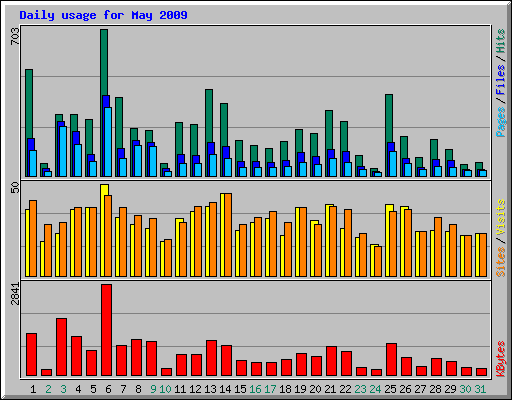 Daily usage for May 2009
703
50
2841
Pages / Files / Hits
Sites / Visits
KBytes
1 2 3 4 5 6 7 8 9 10 11 12 13 14 15 16 17 18 19 20 21 22 23 24 25 26 27 28 29 30 31